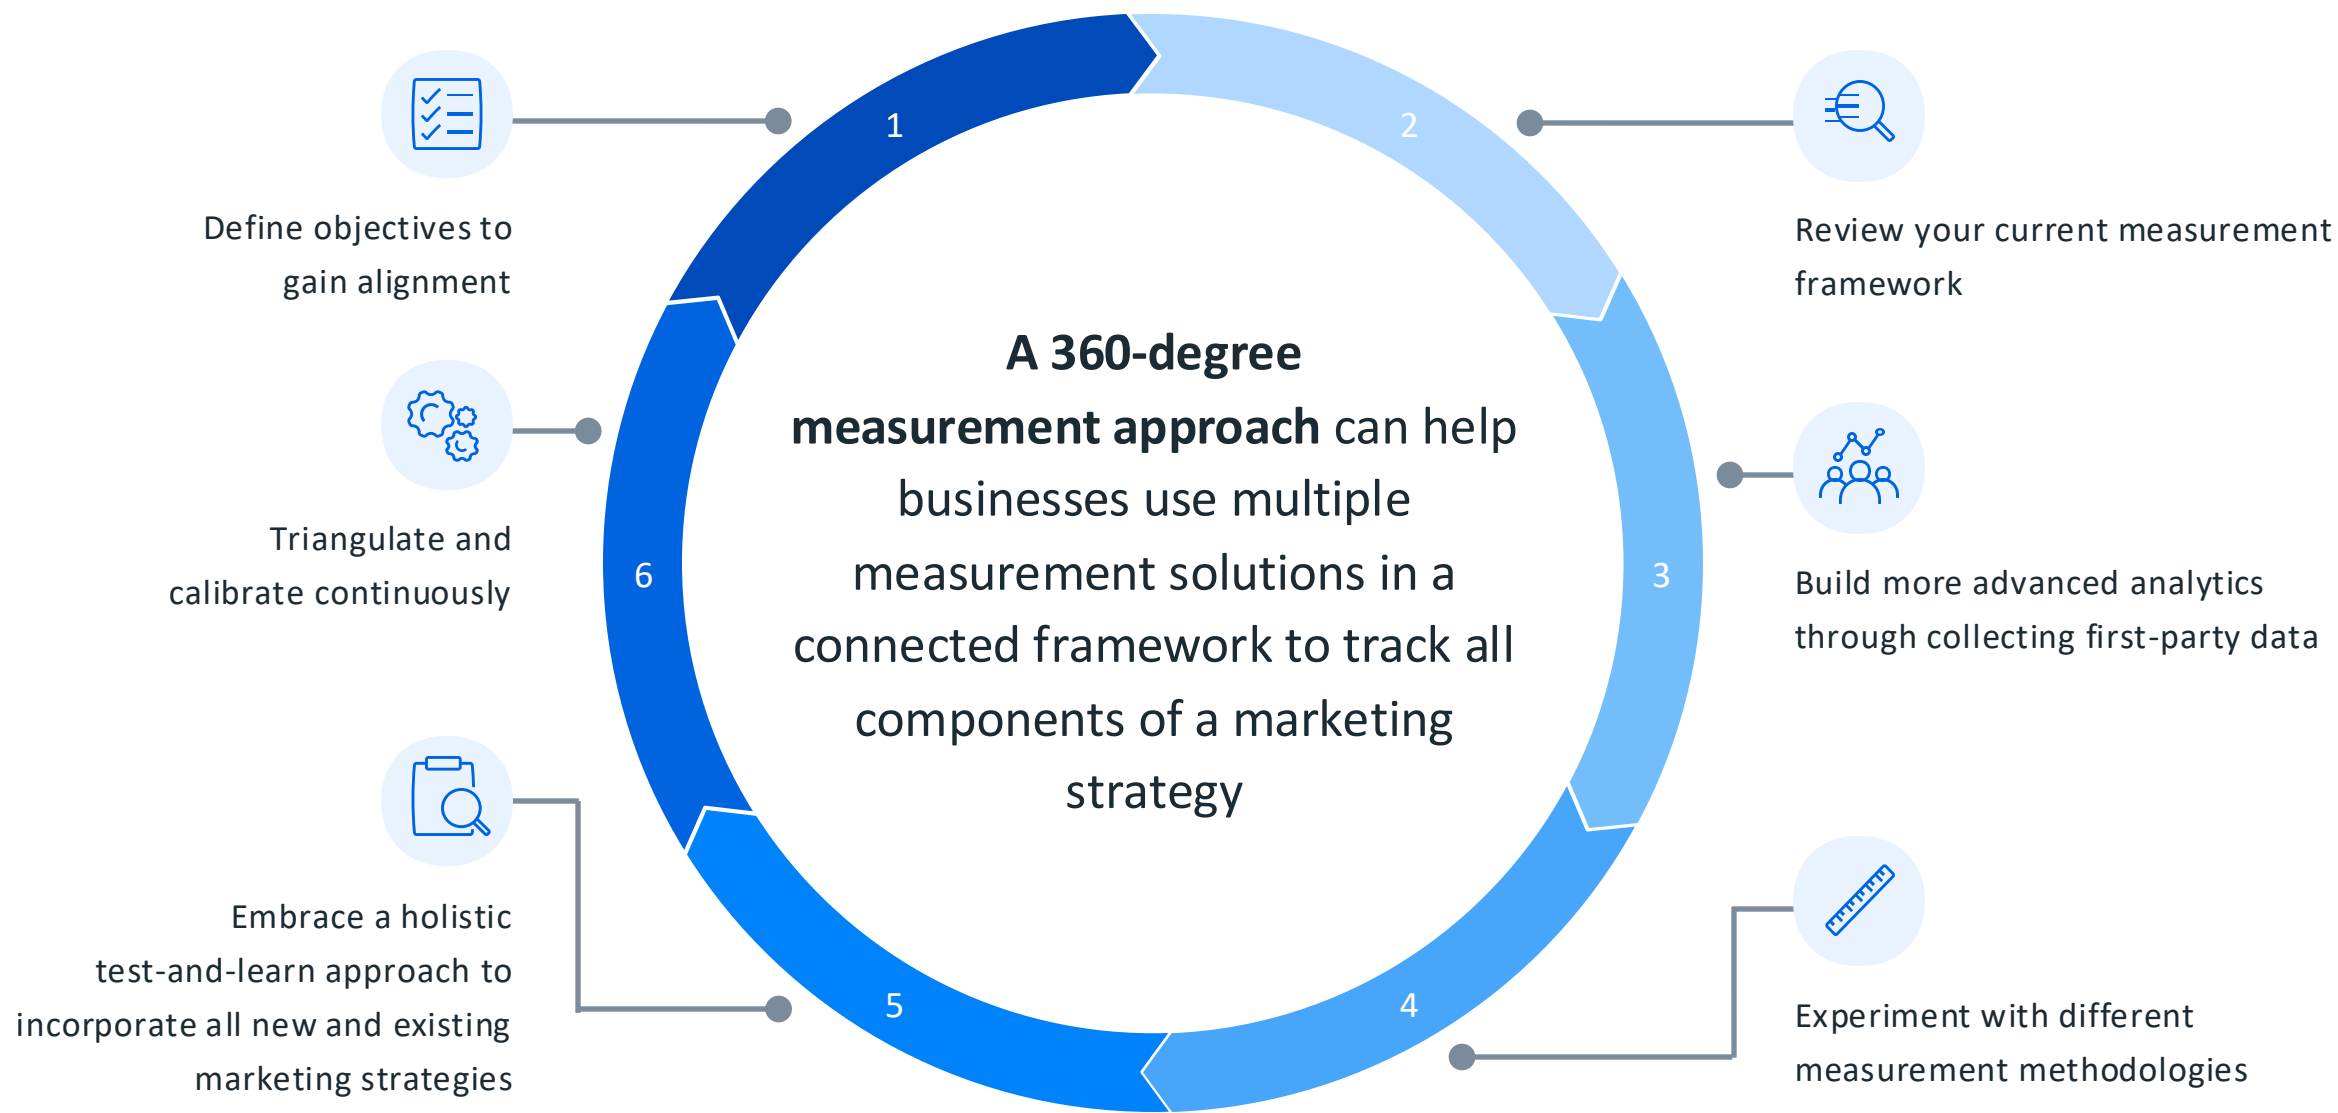 1
Define objectives to
gain alignment
2
Review your current measurement
framework
3
Build more advanced analytics
through collecting first-party data
4
Experiment with different
measurement methodologies
5
Embrace a holistic
test-and-learn approach to
incorporate all new and existing
marketing strategies
6
Triangulate and
calibrate continuously
A 360-degree
measurement approach can help
businesses use multiple
measurement solutions in a
connected framework to track all
components of a marketing
strategy